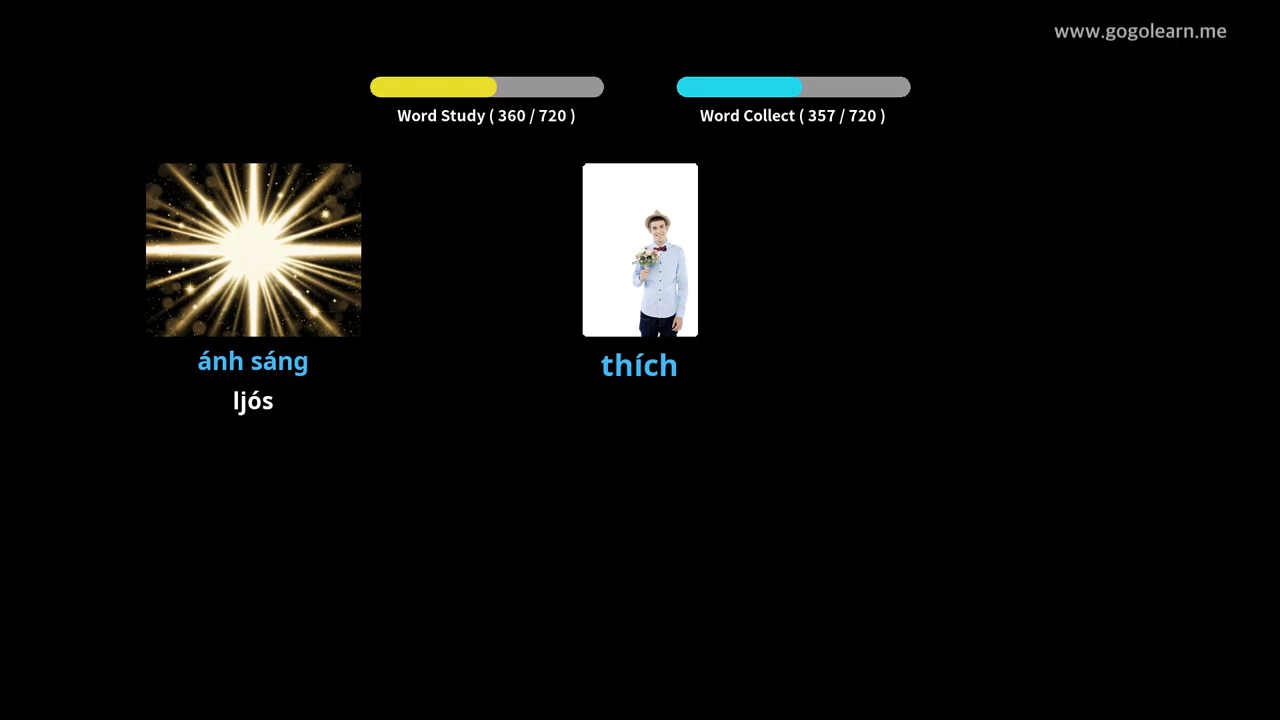 www.gogolearn.me
Word Study ( 360 / 720 )
Word Collect ( 357 / 720 )
ánh sáng
ljós
thích